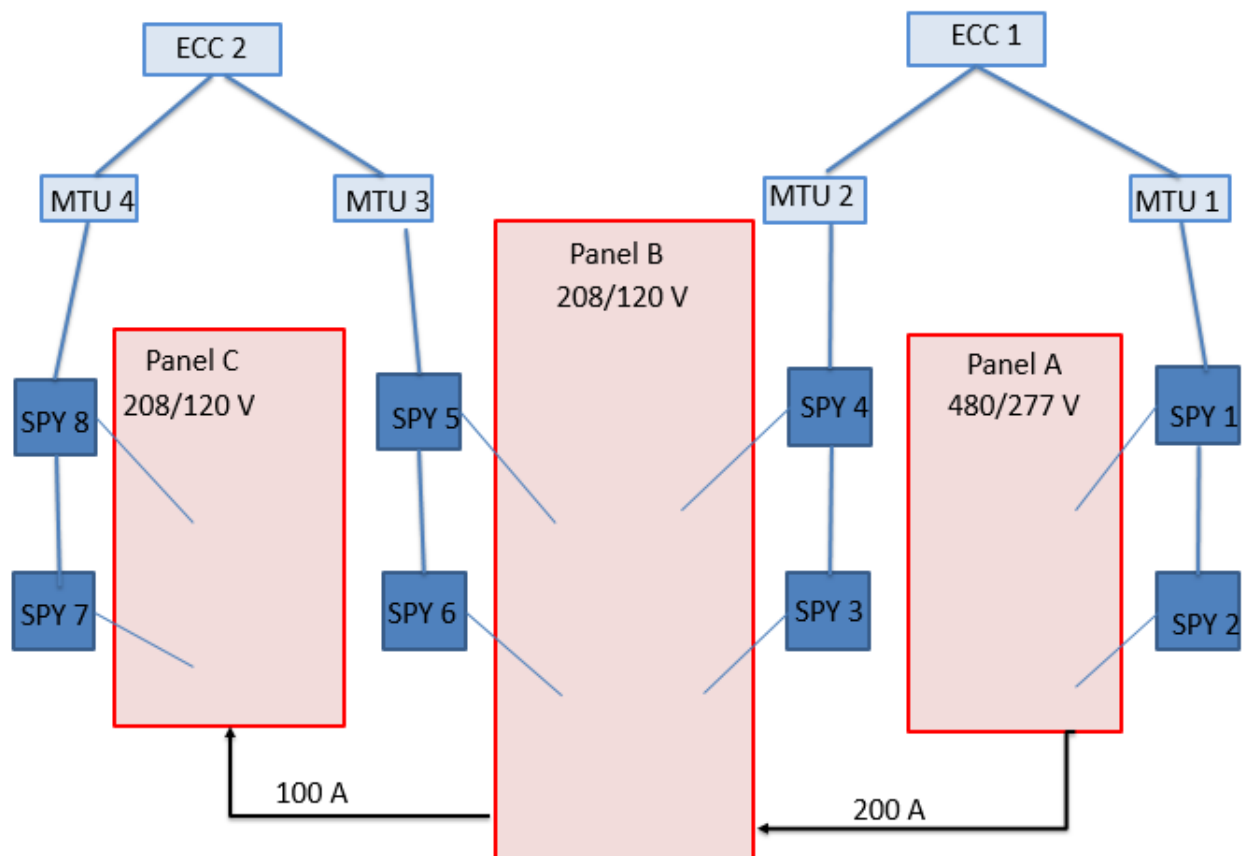 ECC 2
ECC 1
MTU 4
MTU 3
MTU 2
MTU 1
Panel B
208/120 V
Panel C
208/120 V
Panel A
480/277 V
SPY 8
SPY 5
SPY 4
SPY 1
SPY 7
SPY 6
SPY 3
SPY 2
100 A
200 A